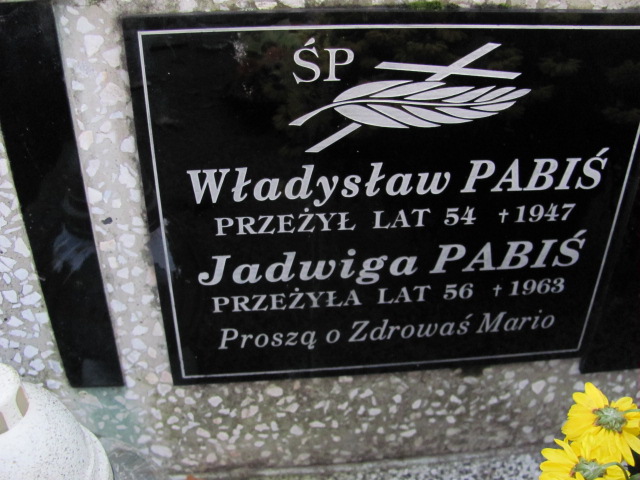 ŚP
Władysław PABIŚ
PRZEŻYŁ LAT 54 †1947
Jadwiga PABIŚ
PRZEŻYŁA LAT 56 †1963
Proszą o Zdrowaś Mario